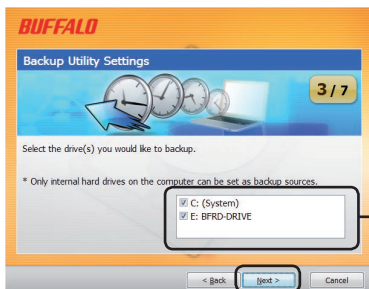 BUFFALO
Backup Utility Settings
3/7
Select the drive(s) you would like to backup.
* Only internal hard drives on the computer can be set as backup sources.
C: (System)
E: BFRD-DRIVE
< Back
Next >
Cancel